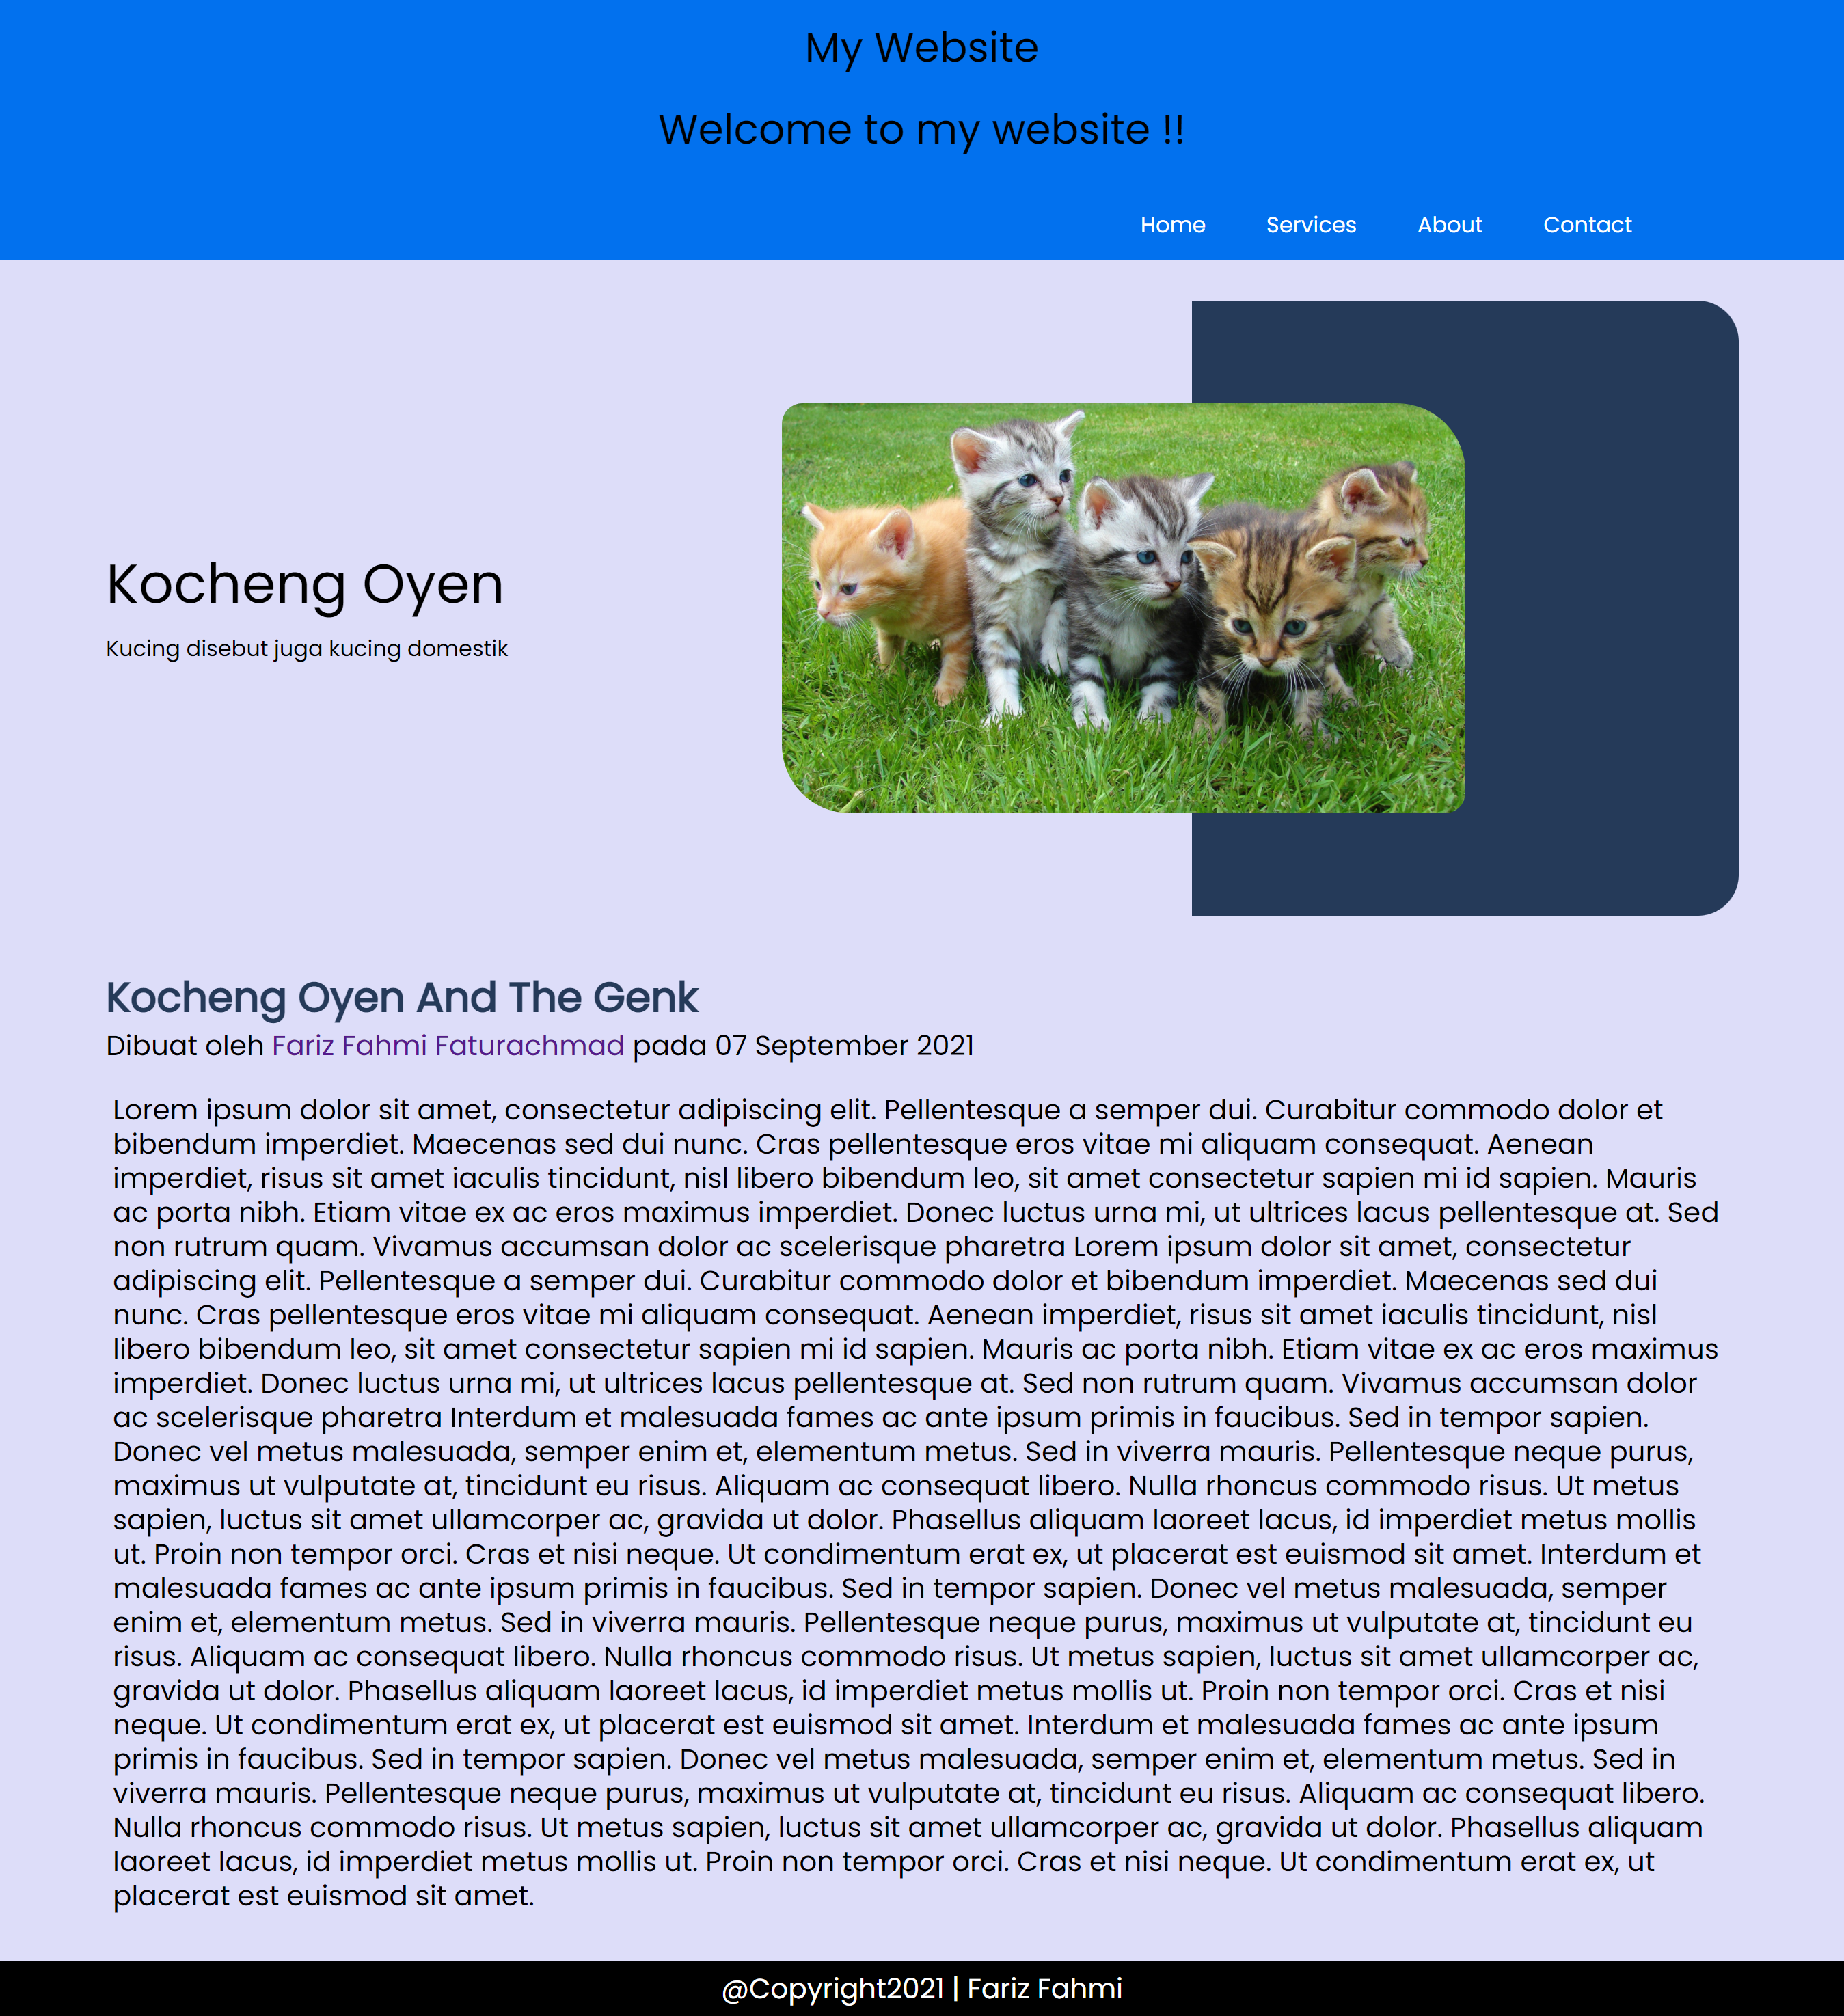 My Website
Welcome to my website !!
Home Services About Contact
Kocheng Oyen
Kucing disebut juga kucing domestik
Kocheng Oyen And The Genk
Dibuat oleh Fariz Fahmi Faturachmad pada 07 September 2021
Lorem ipsum dolor sit amet, consectetur adipiscing elit. Pellentesque a semper dui. Curabitur commodo dolor et
bibendum imperdiet. Maecenas sed dui nunc. Cras pellentesque eros vitae mi aliquam consequat. Aenean
imperdiet, risus sit amet iaculis tincidunt, nisl libero bibendum leo, sit amet consectetur sapien mi id sapien. Mauris
ac porta nibh. Etiam vitae ex ac eros maximus imperdiet. Donec luctus urna mi, ut ultrices lacus pellentesque at. Sed
non rutrum quam. Vivamus accumsan dolor ac scelerisque pharetra Lorem ipsum dolor sit amet, consectetur
adipiscing elit. Pellentesque a semper dui. Curabitur commodo dolor et bibendum imperdiet. Maecenas sed dui
nunc. Cras pellentesque eros vitae mi aliquam consequat. Aenean imperdiet, risus sit amet iaculis tincidunt, nisl
libero bibendum leo, sit amet consectetur sapien mi id sapien. Mauris ac porta nibh. Etiam vitae ex ac eros maximus
imperdiet. Donec luctus urna mi, ut ultrices lacus pellentesque at. Sed non rutrum quam. Vivamus accumsan dolor
ac scelerisque pharetra Interdum et malesuada fames ac ante ipsum primis in faucibus. Sed in tempor sapien.
Donec vel metus malesuada, semper enim et, elementum metus. Sed in viverra mauris. Pellentesque neque purus,
maximus ut vulputate at, tincidunt eu risus. Aliquam ac consequat libero. Nulla rhoncus commodo risus. Ut metus
sapien, luctus sit amet ullamcorper ac, gravida ut dolor. Phasellus aliquam laoreet lacus, id imperdiet metus mollis
ut. Proin non tempor orci. Cras et nisi neque. Ut condimentum erat ex, ut placerat est euismod sit amet. Interdum et
malesuada fames ac ante ipsum primis in faucibus. Sed in tempor sapien. Donec vel metus malesuada, semper
enim et, elementum metus. Sed in viverra mauris. Pellentesque neque purus, maximus ut vulputate at, tincidunt eu
risus. Aliquam ac consequat libero. Nulla rhoncus commodo risus. Ut metus sapien, luctus sit amet ullamcorper ac,
gravida ut dolor. Phasellus aliquam laoreet lacus, id imperdiet metus mollis ut. Proin non tempor orci. Cras et nisi
neque. Ut condimentum erat ex, ut placerat est euismod sit amet. Interdum et malesuada fames ac ante ipsum
primis in faucibus. Sed in tempor sapien. Donec vel metus malesuada, semper enim et, elementum metus. Sed in
viverra mauris. Pellentesque neque purus, maximus ut vulputate at, tincidunt eu risus. Aliquam ac consequat libero.
Nulla rhoncus commodo risus. Ut metus sapien, luctus sit amet ullamcorper ac, gravida ut dolor. Phasellus aliquam
laoreet lacus, id imperdiet metus mollis ut. Proin non tempor orci. Cras et nisi neque. Ut condimentum erat ex, ut
placerat est euismod sit amet.
@Copyright2021 | Fariz Fahmi